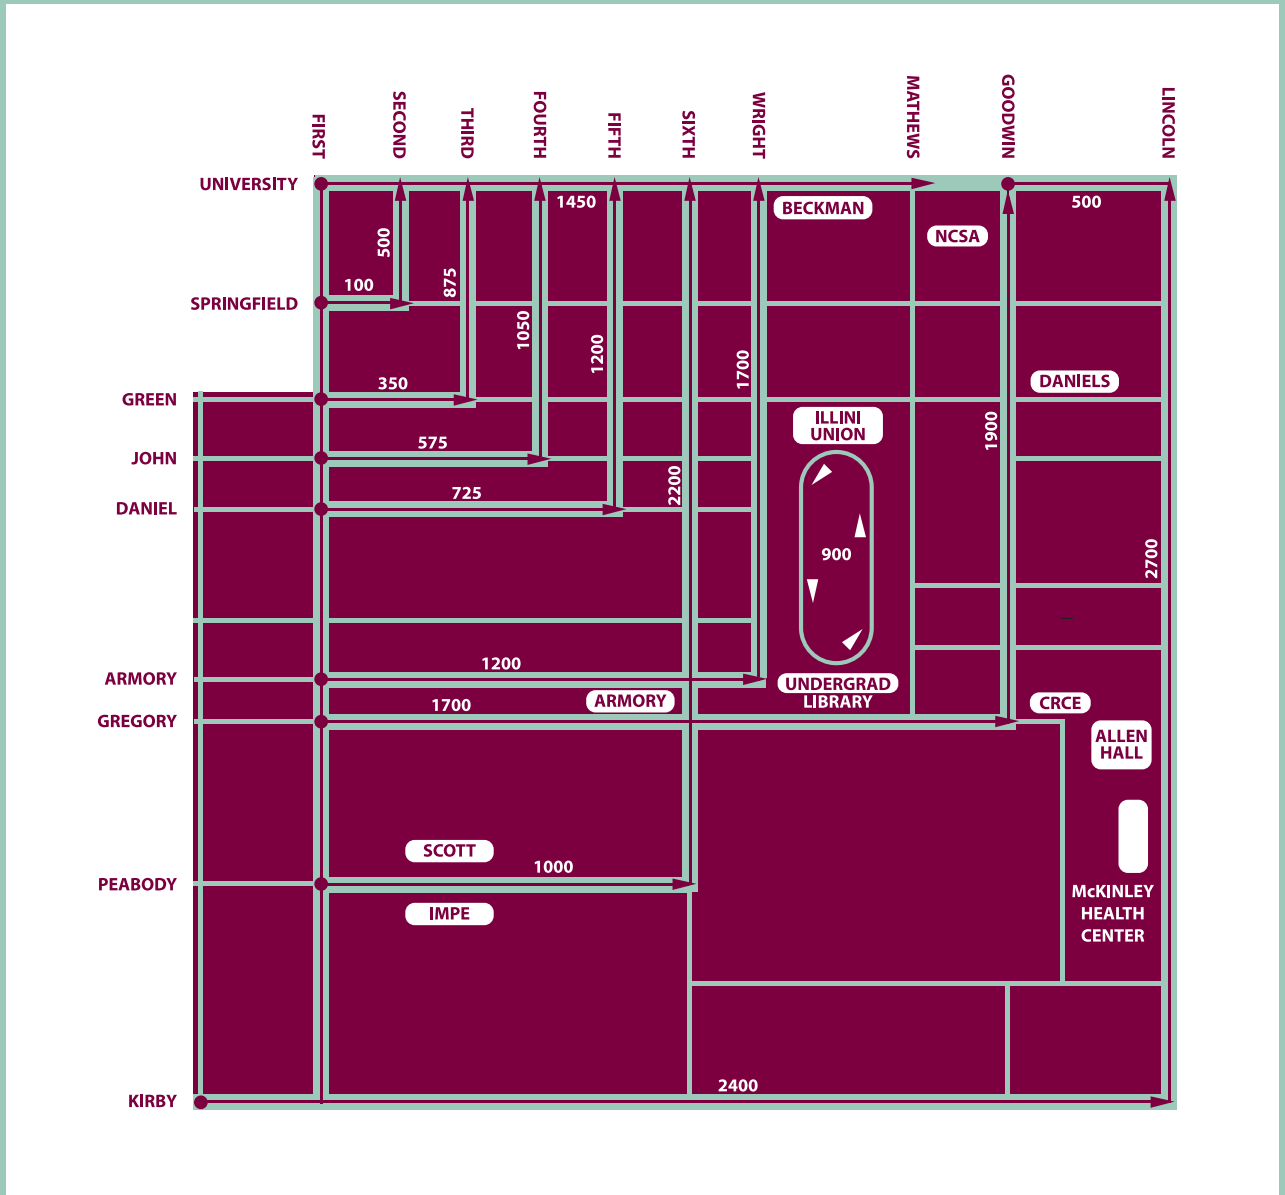 FIRST
SECOND
THIRD
FOURTH
FIFTH
SIXTH
WRIGHT
MATHEWS
GOODWIN
LINCOLN
UNIVERSITY
1450
BECKMAN
500
NCSA
500
875
100
SPRINGFIELD
1050
1200
1700
350
DANIELS
GREEN
ILLINI
UNION
1900
575
JOHN
2200
725
DANIEL
900
2700
1200
ARMORY
UNDERGRAD
LIBRARY
ARMORY
1700
CRCE
GREGORY
ALLEN
HALL
SCOTT
1000
PEABODY
McKINLEY
HEALTH
CENTER
IMPE
2400
KIRBY